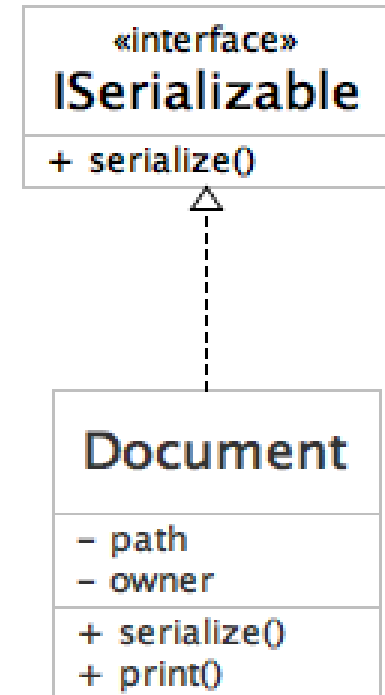 «interface»
ISerializable
+ serialize()
Document
- path
- owner
+ serialize()
+ print()